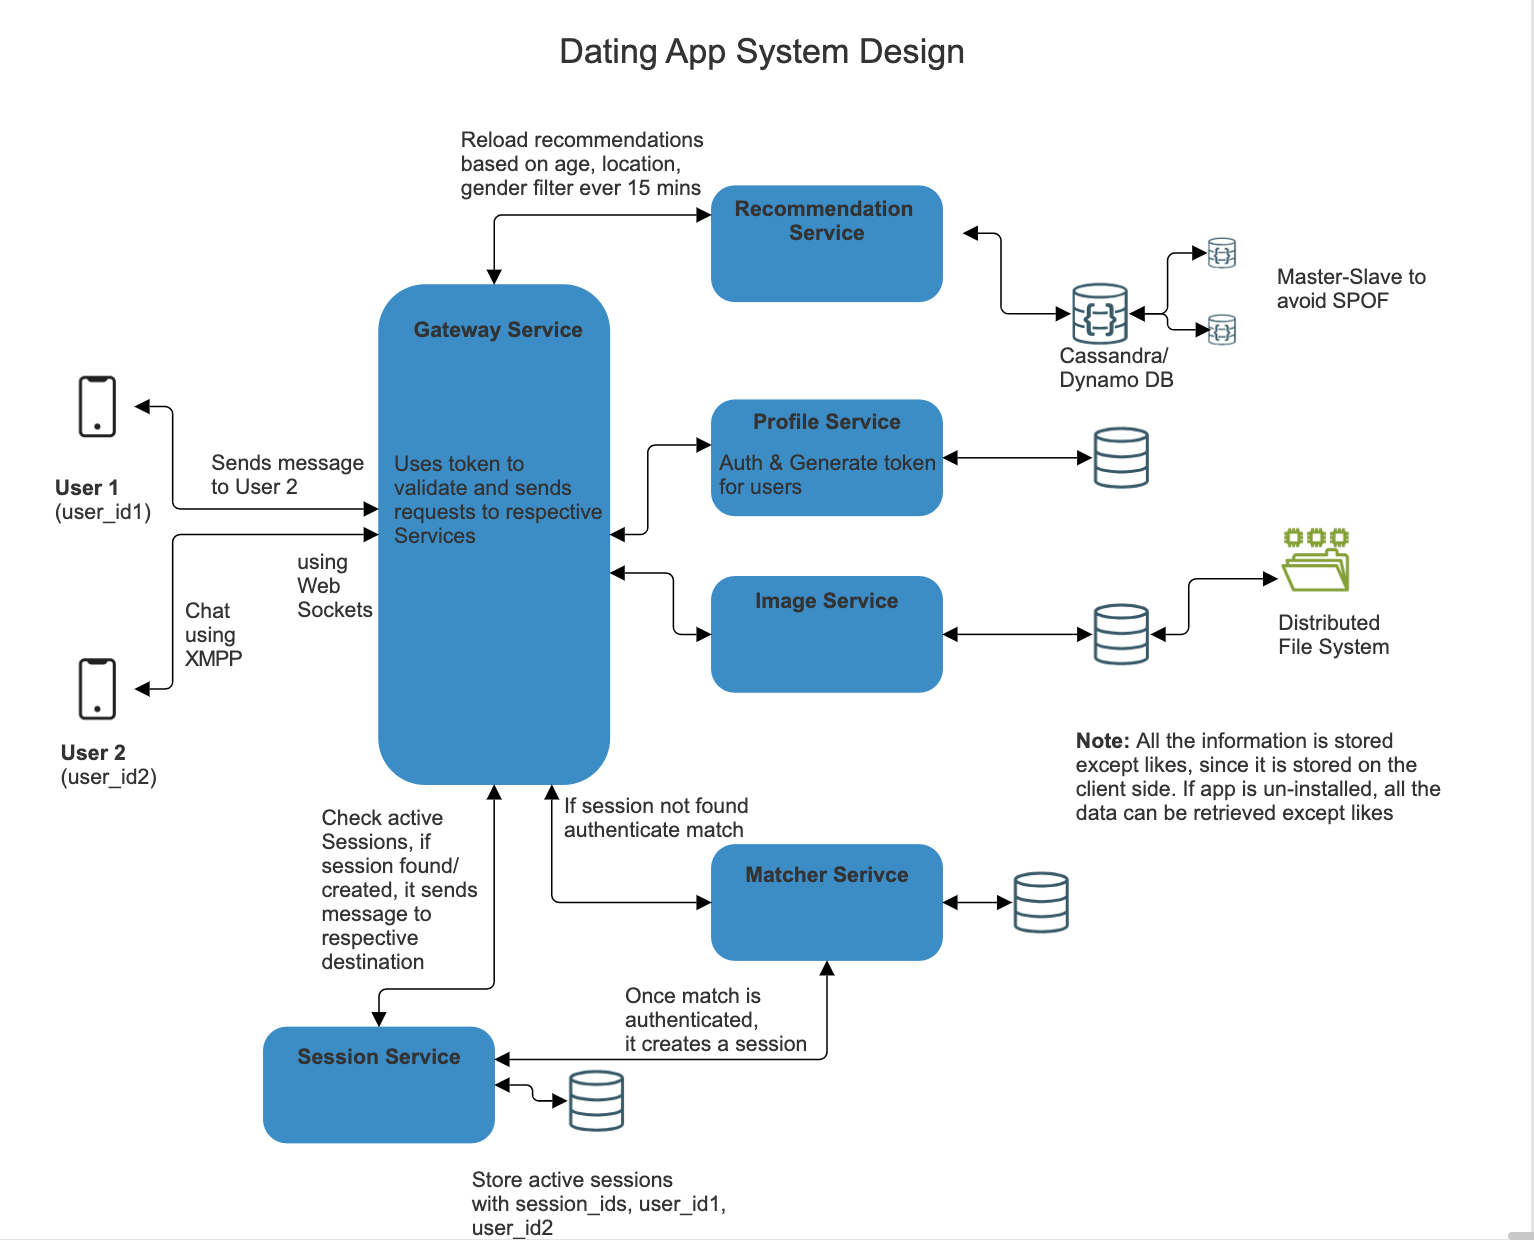 Dating App System Design
Reload recommendations
based on age, location,
gender filter ever 15 mins
Recommendation
Service
Master-Slave to
avoid SPOF
Cassandra/
Dynamo DB
Gateway Service
Uses token to
validate and sends
requests to respective
Services
Profile Service
Auth & Generate token
for users
Sends message
to User 2
User 1
(user_id1)
using
Web
Sockets
Chat
using
XMPP
User 2
(user_id2)
Image Service
Distributed
File System
Note: All the information is stored
except likes, since it is stored on the
client side. If app is un-installed, all the
data can be retrieved except likes
Check active
Sessions, if
session found/
created, it sends
message to
respective
destination
If session not found
authenticate match
Matcher Serivce
Once match is
authenticated,
it creates a session
Session Service
Store active sessions
with session_ids, user_id1,
user_id2